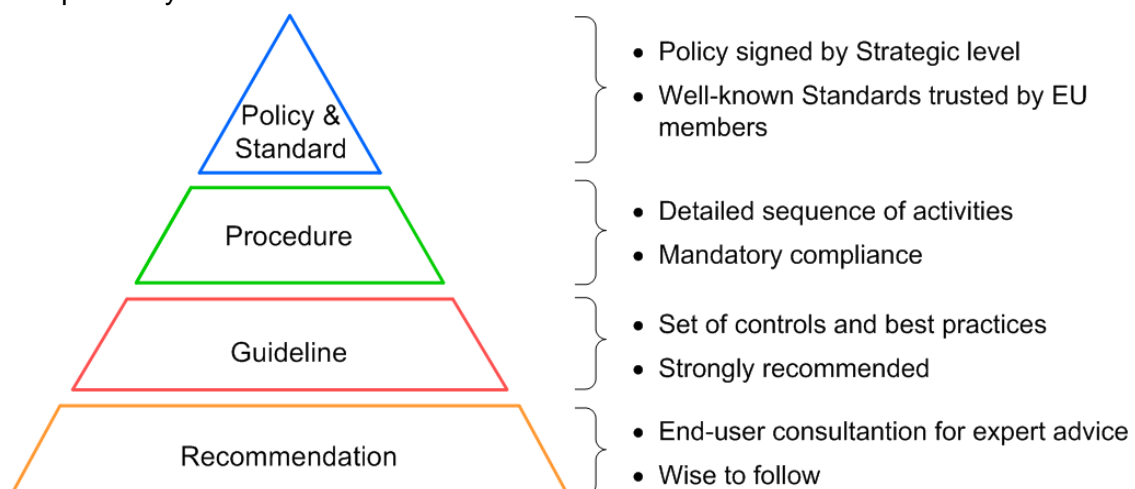 Policy &
Standard
• Policy signed by Strategic level
• Well-known Standards trusted by EU
members
Procedure
• Detailed sequence of activities
• Mandatory compliance
Guideline
• Set of controls and best practices
• Strongly recommended
Recommendation
• End-user consultantion for expert advice
• Wise to follow